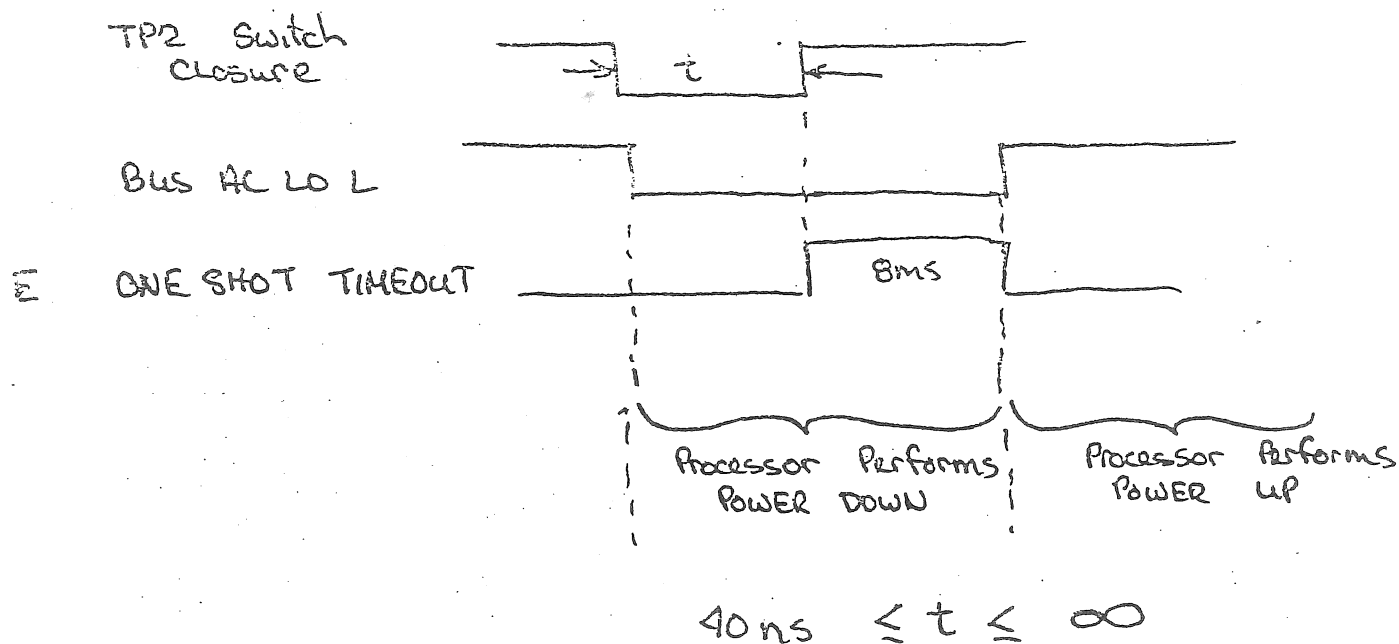 TP2 Switch
Closure
t
Bus AC LO L
E ONE SHOT TIMEOUT
8ms
Processor Performs
POWER DOWN
Processor Performs
POWER UP
40ns ≤ t ≤ ∞